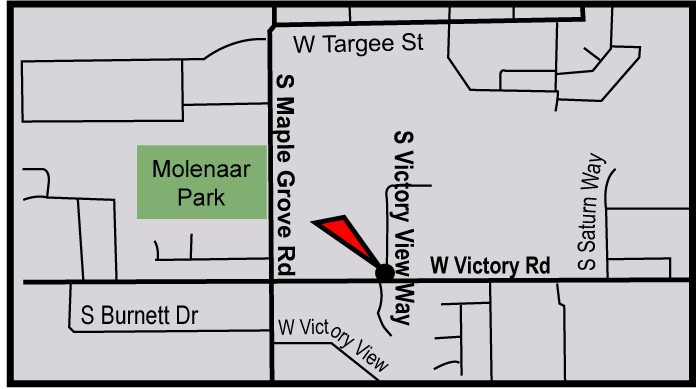 W Targee St
S Maple Grove Rd
Molenaar
Park
S Victory View Way
S Saturn Way
W Victory Rd
S Burnett Dr
W Victory View